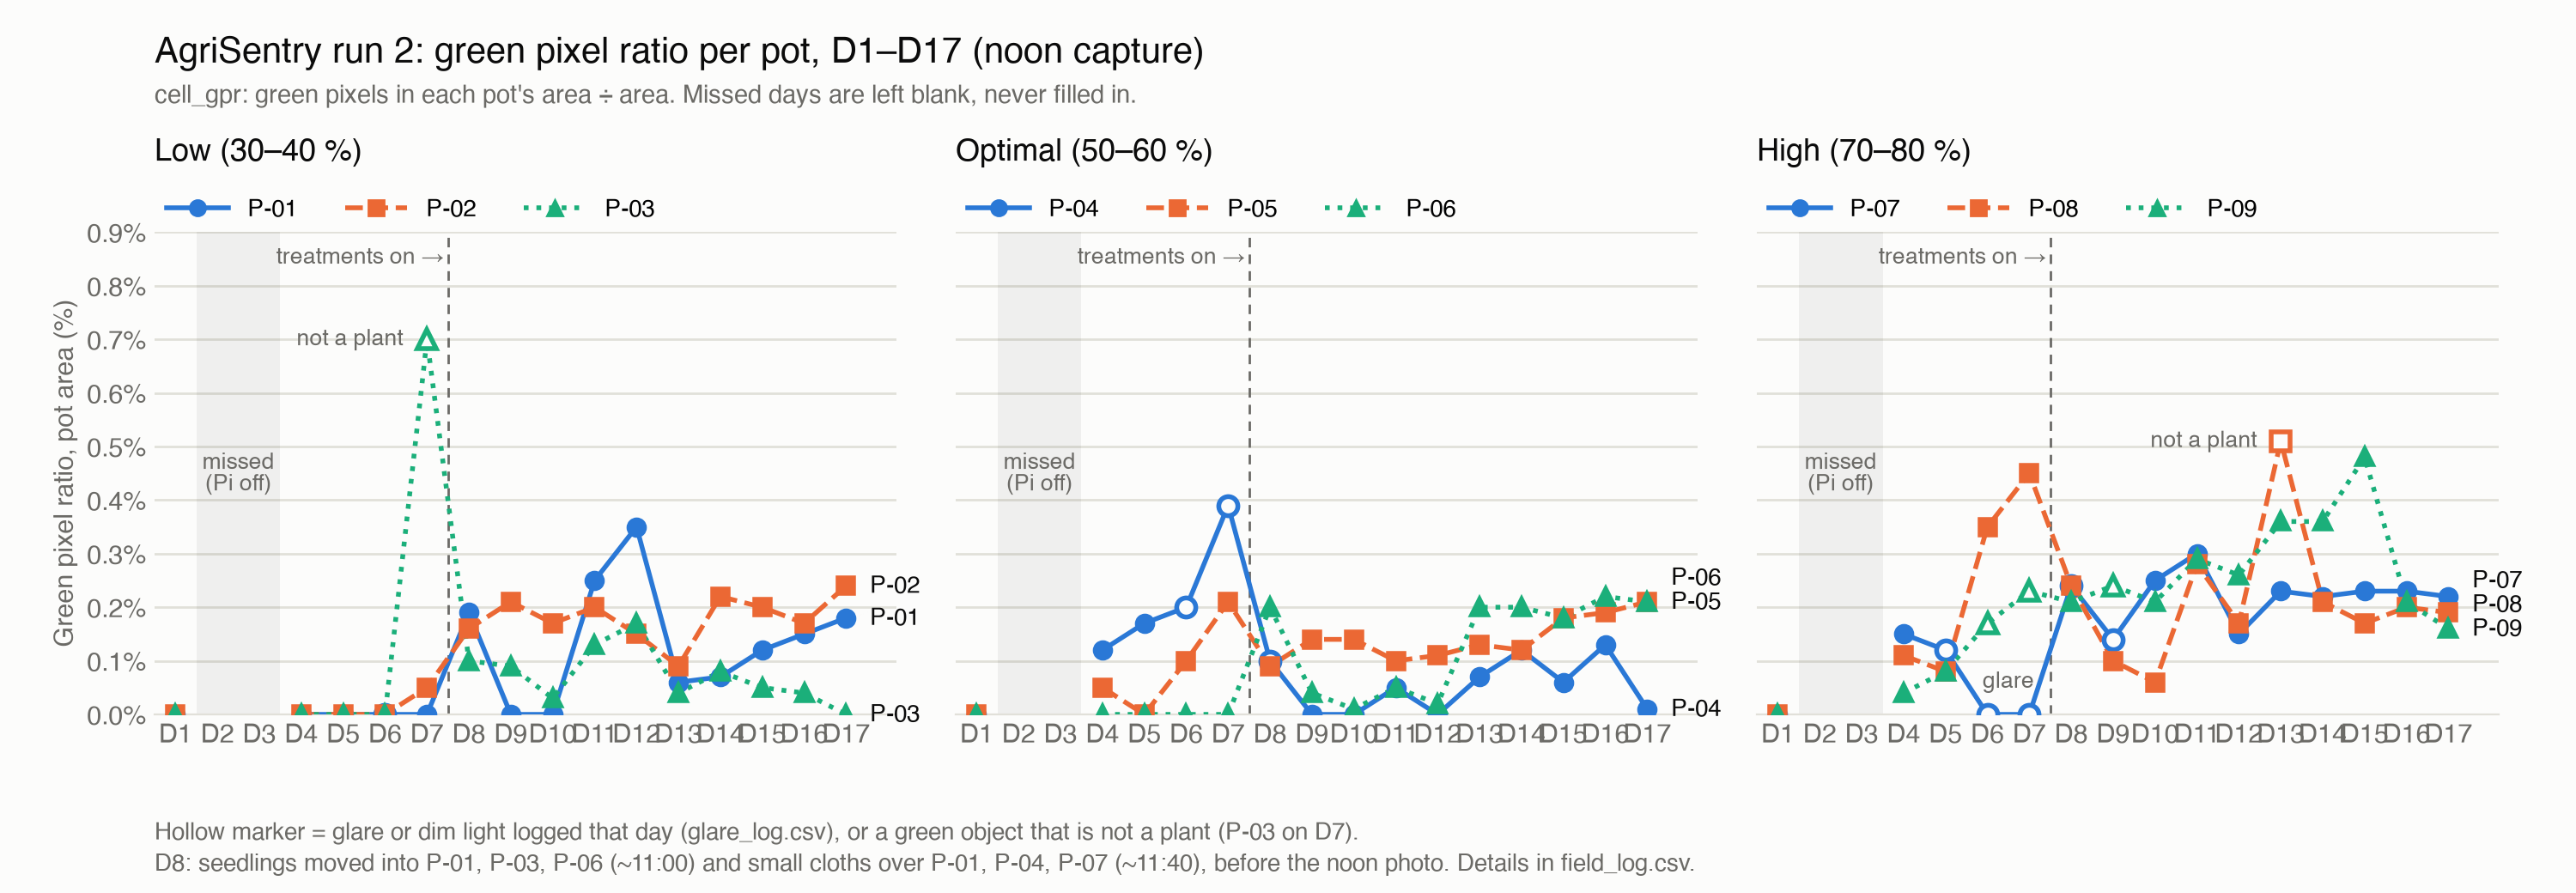 AgriSentry run 2: green pixel ratio per pot, D1–D17 (noon capture)
cell_gpr: green pixels in each pot's area ÷ area. Missed days are left blank, never filled in.
Low (30–40 %)
P-01 P-02 P-03
Green pixel ratio, pot area (%)
0.9%
0.8%
0.7%
0.6%
0.5%
0.4%
0.3%
0.2%
0.1%
0.0%
treatments on →
not a plant
missed
(Pi off)
P-02
P-01
P-03
D1 D2 D3 D4 D5 D6 D7 D8 D9 D10 D11 D12 D13 D14 D15 D16 D17
Optimal (50–60 %)
P-04 P-05 P-06
treatments on →
missed
(Pi off)
P-06
P-05
P-04
D1 D2 D3 D4 D5 D6 D7 D8 D9 D10 D11 D12 D13 D14 D15 D16 D17
High (70–80 %)
P-07 P-08 P-09
treatments on →
not a plant
missed
(Pi off)
glare
P-07
P-08
P-09
D1 D2 D3 D4 D5 D6 D7 D8 D9 D10 D11 D12 D13 D14 D15 D16 D17
Hollow marker = glare or dim light logged that day (glare_log.csv), or a green object that is not a plant (P-03 on D7).
D8: seedlings moved into P-01, P-03, P-06 (~11:00) and small cloths over P-01, P-04, P-07 (~11:40), before the noon photo. Details in field_log.csv.